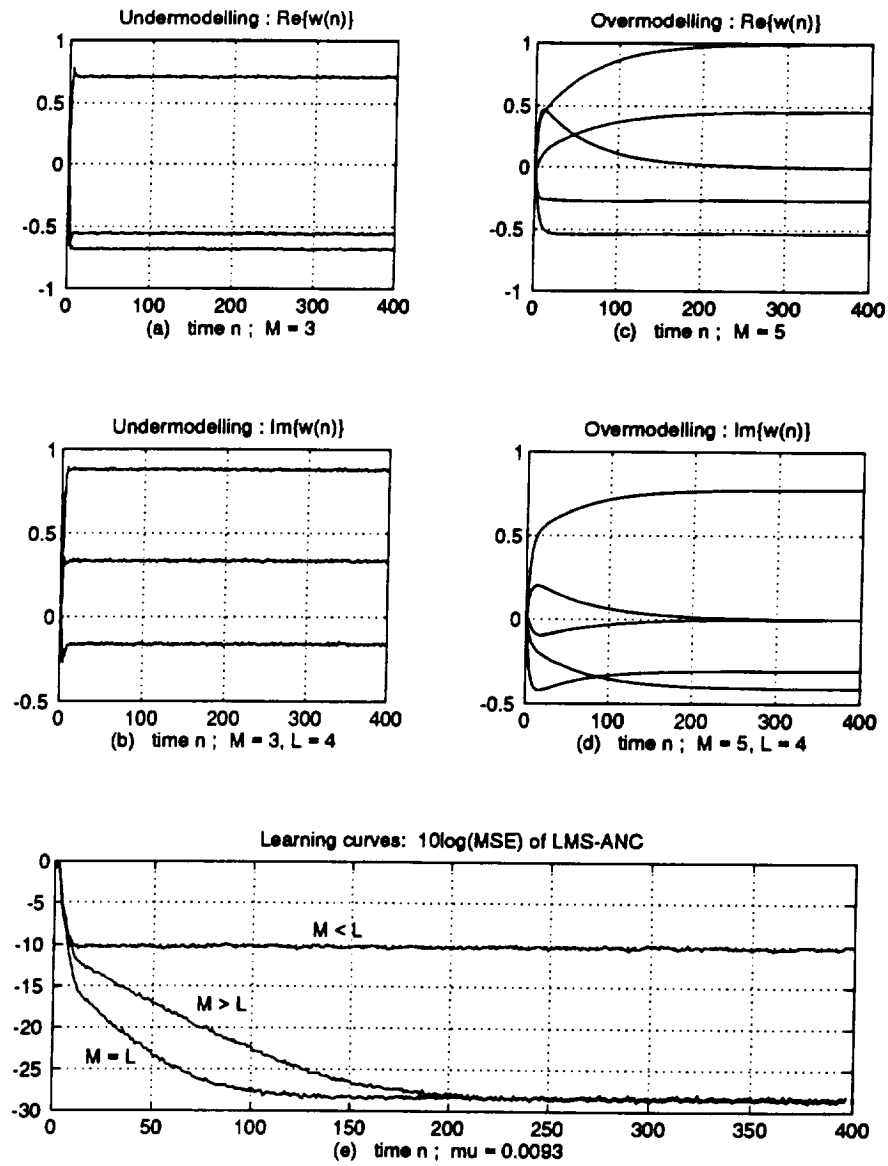 Undermodelling : Re{w(n)}
1
0.5
0
-0.5
-1
0 100 200 300 400
(a) time n ; M = 3
Overmodelling : Re{w(n)}
1
0.5
0
-0.5
-1
0 100 200 300 400
(c) time n ; M = 5
Undermodelling : Im{w(n)}
1
0.5
0
-0.5
0 100 200 300 400
(b) time n ; M = 3, L = 4
Overmodelling : Im{w(n)}
1
0.5
0
-0.5
0 100 200 300 400
(d) time n ; M = 5, L = 4
Learning curves: 10log(MSE) of LMS-ANC
0
-5
-10
-15
-20
-25
-30
M < L
M > L
M = L
0 50 100 150 200 250 300 350 400
(e) time n ; mu = 0.0093